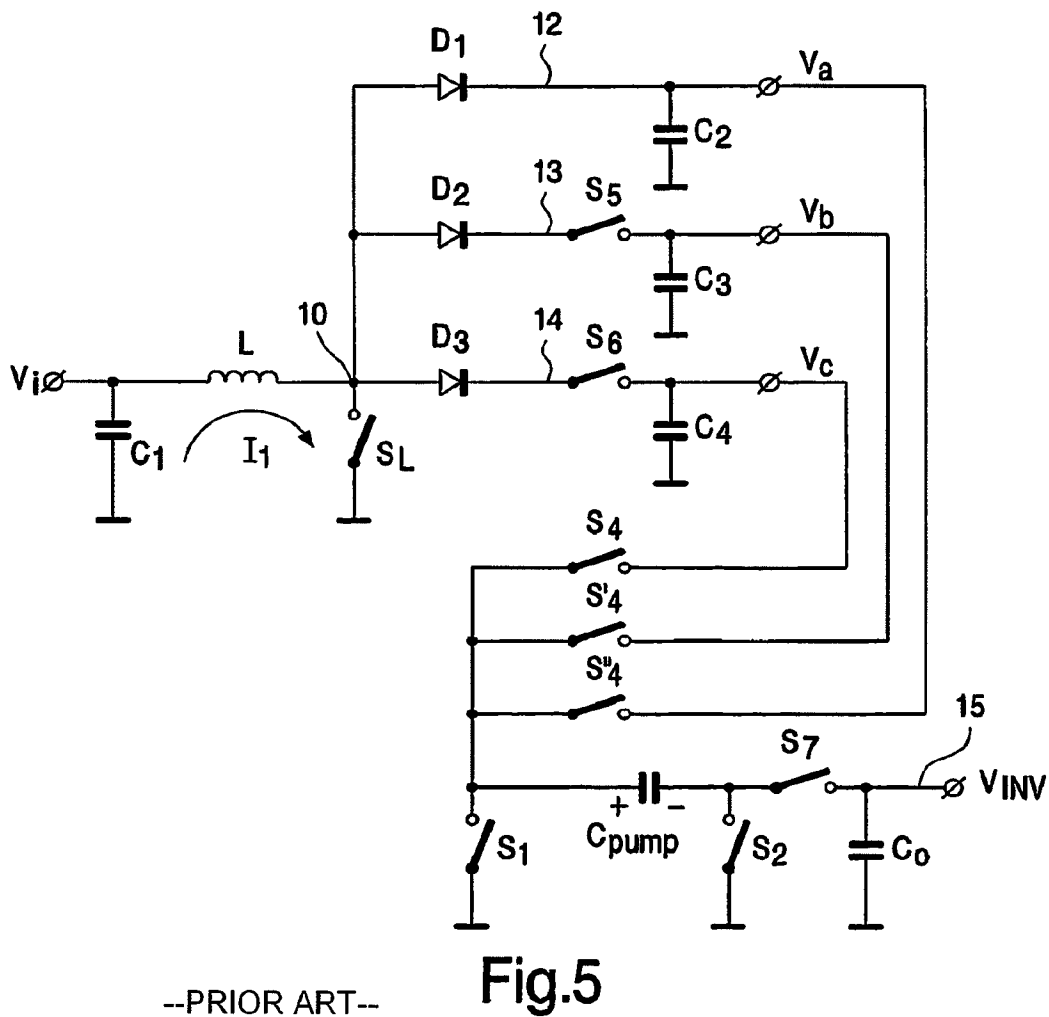 12
D1
Va
C2
D2
13
S5
Vb
C3
10
L
D3
14
S6
Vc
Vi
C1
I1
SL
C4
S4
S'4
S"4
15
S7
VINV
+ -
Cpump
S1
S2
Co
Fig.5
--PRIOR ART--